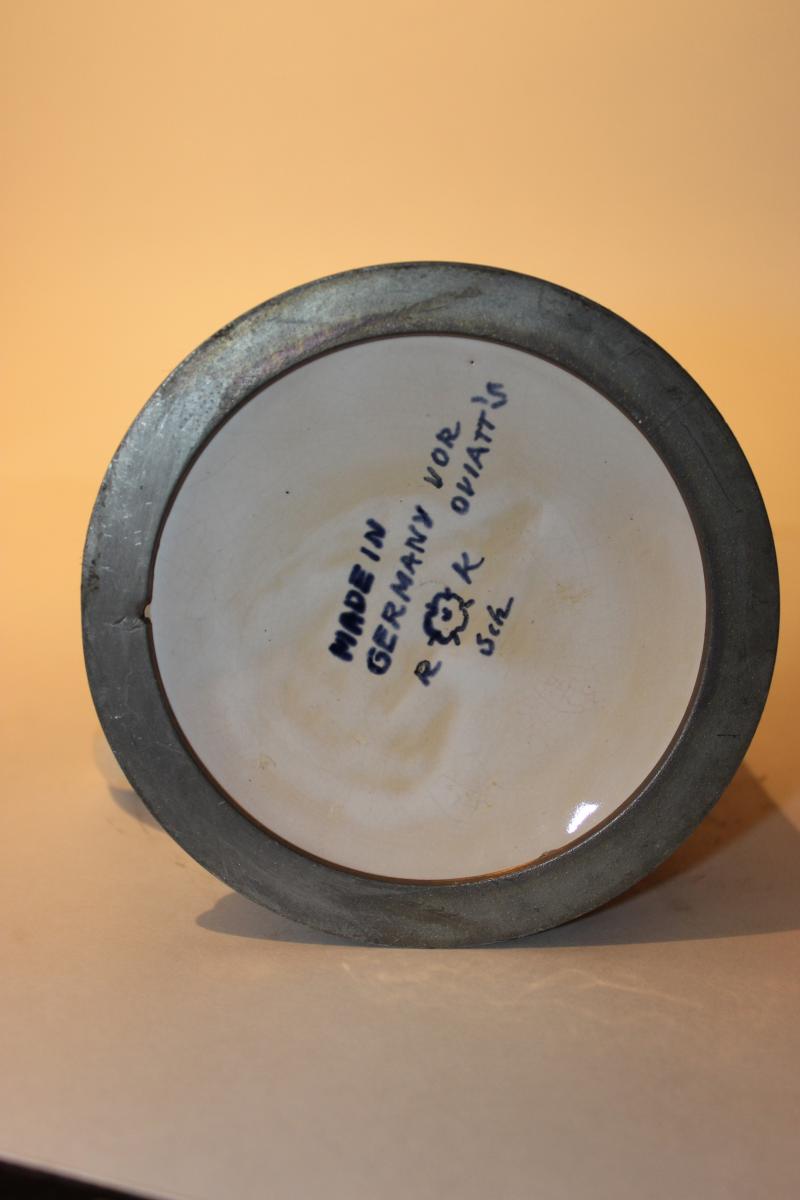 MADE IN
GERMANY VOR
OVIATT'S
R K
Sch